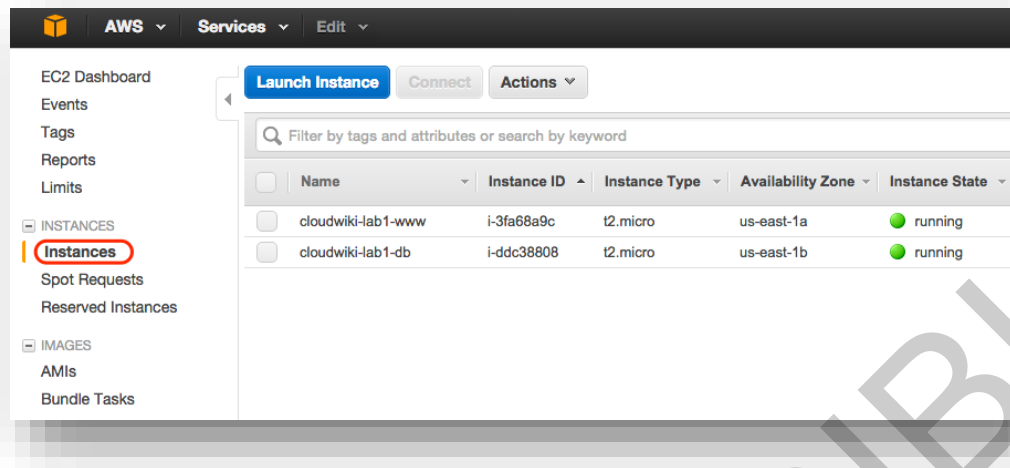 AWS Services Edit
EC2 Dashboard
Events
Tags
Reports
Limits
INSTANCES
Instances
Spot Requests
Reserved Instances
IMAGES
AMIs
Bundle Tasks
Launch Instance Connect Actions
Filter by tags and attributes or search by keyword
Name Instance ID Instance Type Availability Zone Instance State
cloudwiki-lab1-www i-3fa68a9c t2.micro us-east-1a running
cloudwiki-lab1-db i-ddc38808 t2.micro us-east-1b running